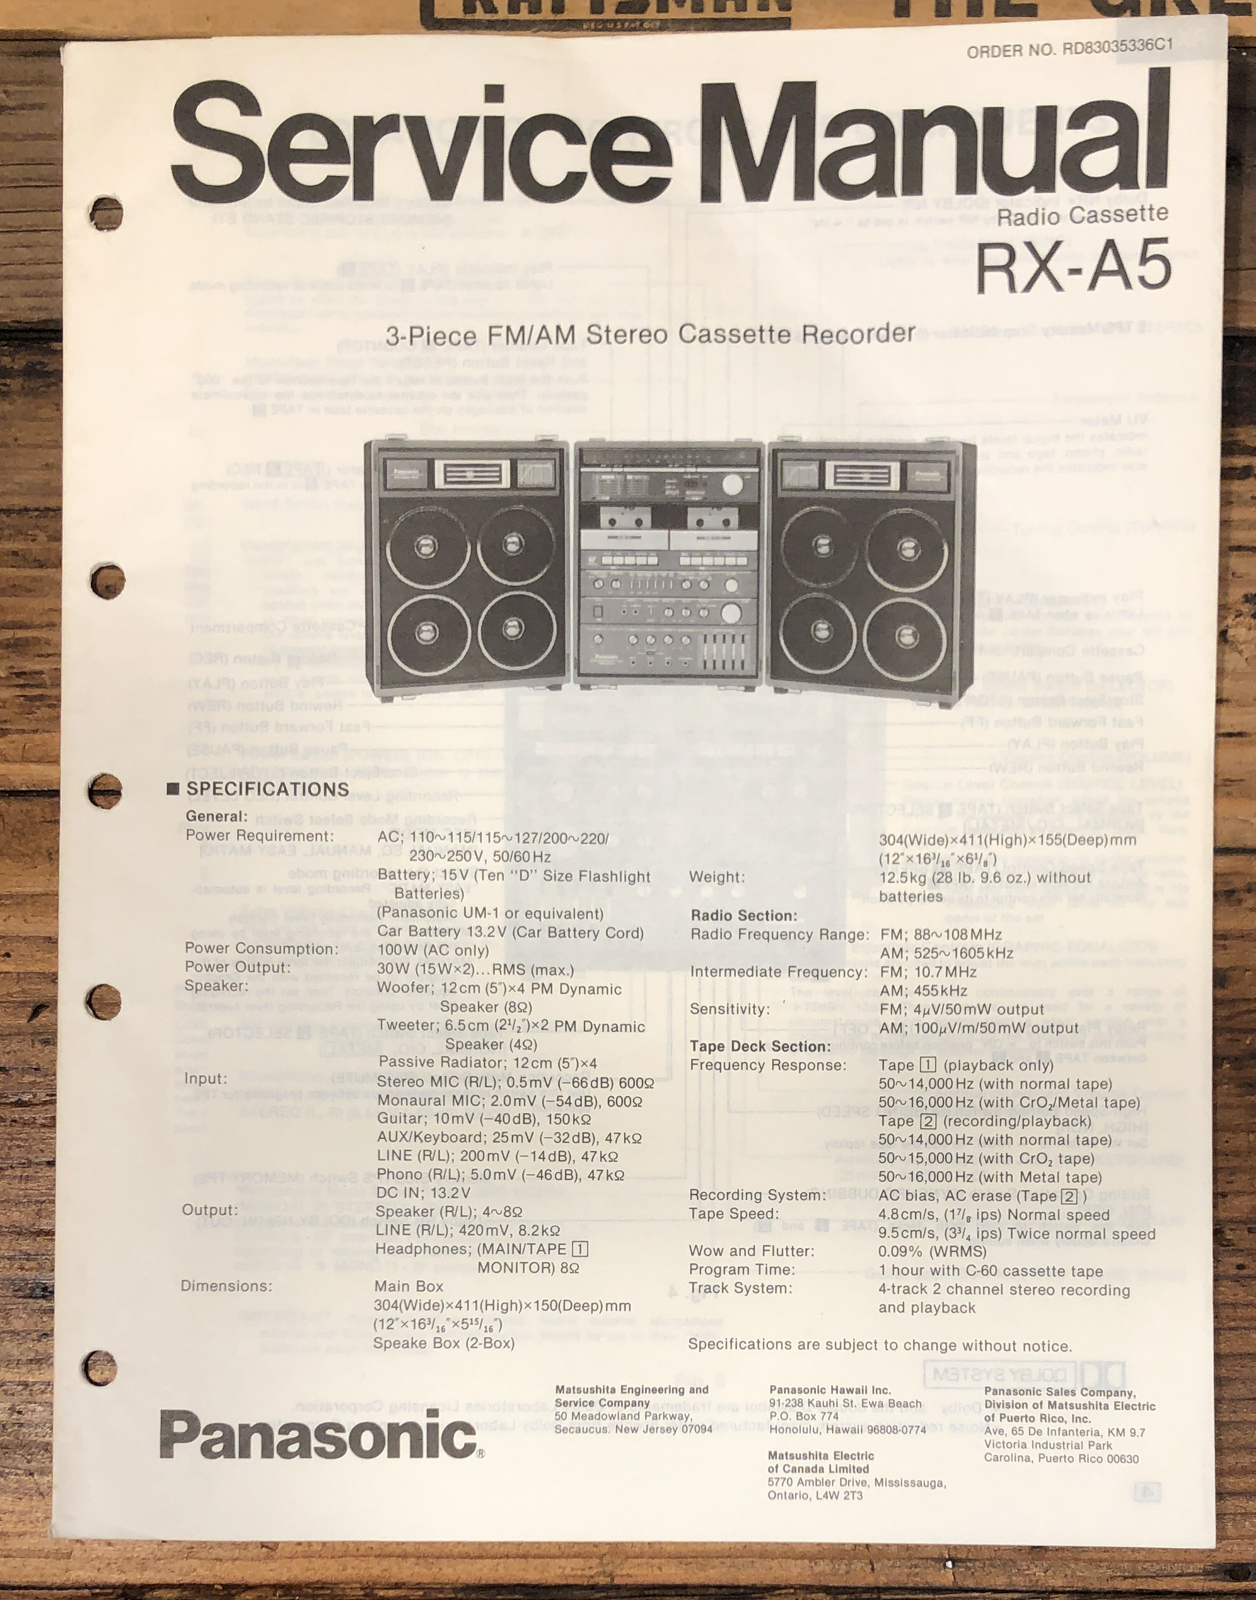 CRAFTSMAN
THE GRE
ORDER NO. RD83035336C1
Service Manual
Radio Cassette
RX-A5
3-Piece FM/AM Stereo Cassette Recorder
Panasonic
Panasonic
■ SPECIFICATIONS
General:
Power Requirement: AC; 110~115/115~127/200~220/
230~250V, 50/60Hz
Battery; 15V (Ten "D" Size Flashlight
Batteries)
(Panasonic UM-1 or equivalent)
Car Battery 13.2V (Car Battery Cord)
Power Consumption: 100W (AC only)
Power Output: 30W (15W×2)...RMS (max.)
Speaker: Woofer; 12cm (5″)×4 PM Dynamic
Speaker (8Ω)
Tweeter; 6.5cm (2¹/₂″)×2 PM Dynamic
Speaker (4Ω)
Passive Radiator; 12cm (5″)×4
Input: Stereo MIC (R/L); 0.5mV (−66dB) 600Ω
Monaural MIC; 2.0mV (−54dB), 600Ω
Guitar; 10mV (−40dB), 150kΩ
AUX/Keyboard; 25mV (−32dB), 47kΩ
LINE (R/L); 200mV (−14dB), 47kΩ
Phono (R/L); 5.0mV (−46dB), 47kΩ
DC IN; 13.2V
Output: Speaker (R/L); 4~8Ω
LINE (R/L); 420mV, 8.2kΩ
Headphones; (MAIN/TAPE 1
MONITOR) 8Ω
Dimensions: Main Box
304(Wide)×411(High)×150(Deep)mm
(12″×16³/₁₆″×5¹⁵/₁₆″)
Speake Box (2-Box)
304(Wide)×411(High)×155(Deep)mm
(12″×16³/₁₆″×6¹/₈″)
Weight: 12.5kg (28 lb. 9.6 oz.) without
batteries
Radio Section:
Radio Frequency Range: FM; 88~108MHz
AM; 525~1605kHz
Intermediate Frequency: FM; 10.7MHz
AM; 455kHz
Sensitivity: FM; 4μV/50mW output
AM; 100μV/m/50mW output
Tape Deck Section:
Frequency Response: Tape 1 (playback only)
50~14,000Hz (with normal tape)
50~16,000Hz (with CrO₂/Metal tape)
Tape 2 (recording/playback)
50~14,000Hz (with normal tape)
50~15,000Hz (with CrO₂ tape)
50~16,000Hz (with Metal tape)
Recording System: AC bias, AC erase (Tape 2 )
Tape Speed: 4.8cm/s, (1⁷/₈ ips) Normal speed
9.5cm/s, (3³/₄ ips) Twice normal speed
Wow and Flutter: 0.09% (WRMS)
Program Time: 1 hour with C-60 cassette tape
Track System: 4-track 2 channel stereo recording
and playback
Specifications are subject to change without notice.
Panasonic®
Matsushita Engineering and
Service Company
50 Meadowland Parkway,
Secaucus. New Jersey 07094
Panasonic Hawaii Inc.
91-238 Kauhi St. Ewa Beach
P.O. Box 774
Honolulu, Hawaii 96808-0774
Matsushita Electric
of Canada Limited
5770 Ambler Drive, Mississauga,
Ontario, L4W 2T3
Panasonic Sales Company,
Division of Matsushita Electric
of Puerto Rico, Inc.
Ave, 65 De Infanteria, KM 9.7
Victoria Industrial Park
Carolina, Puerto Rico 00630